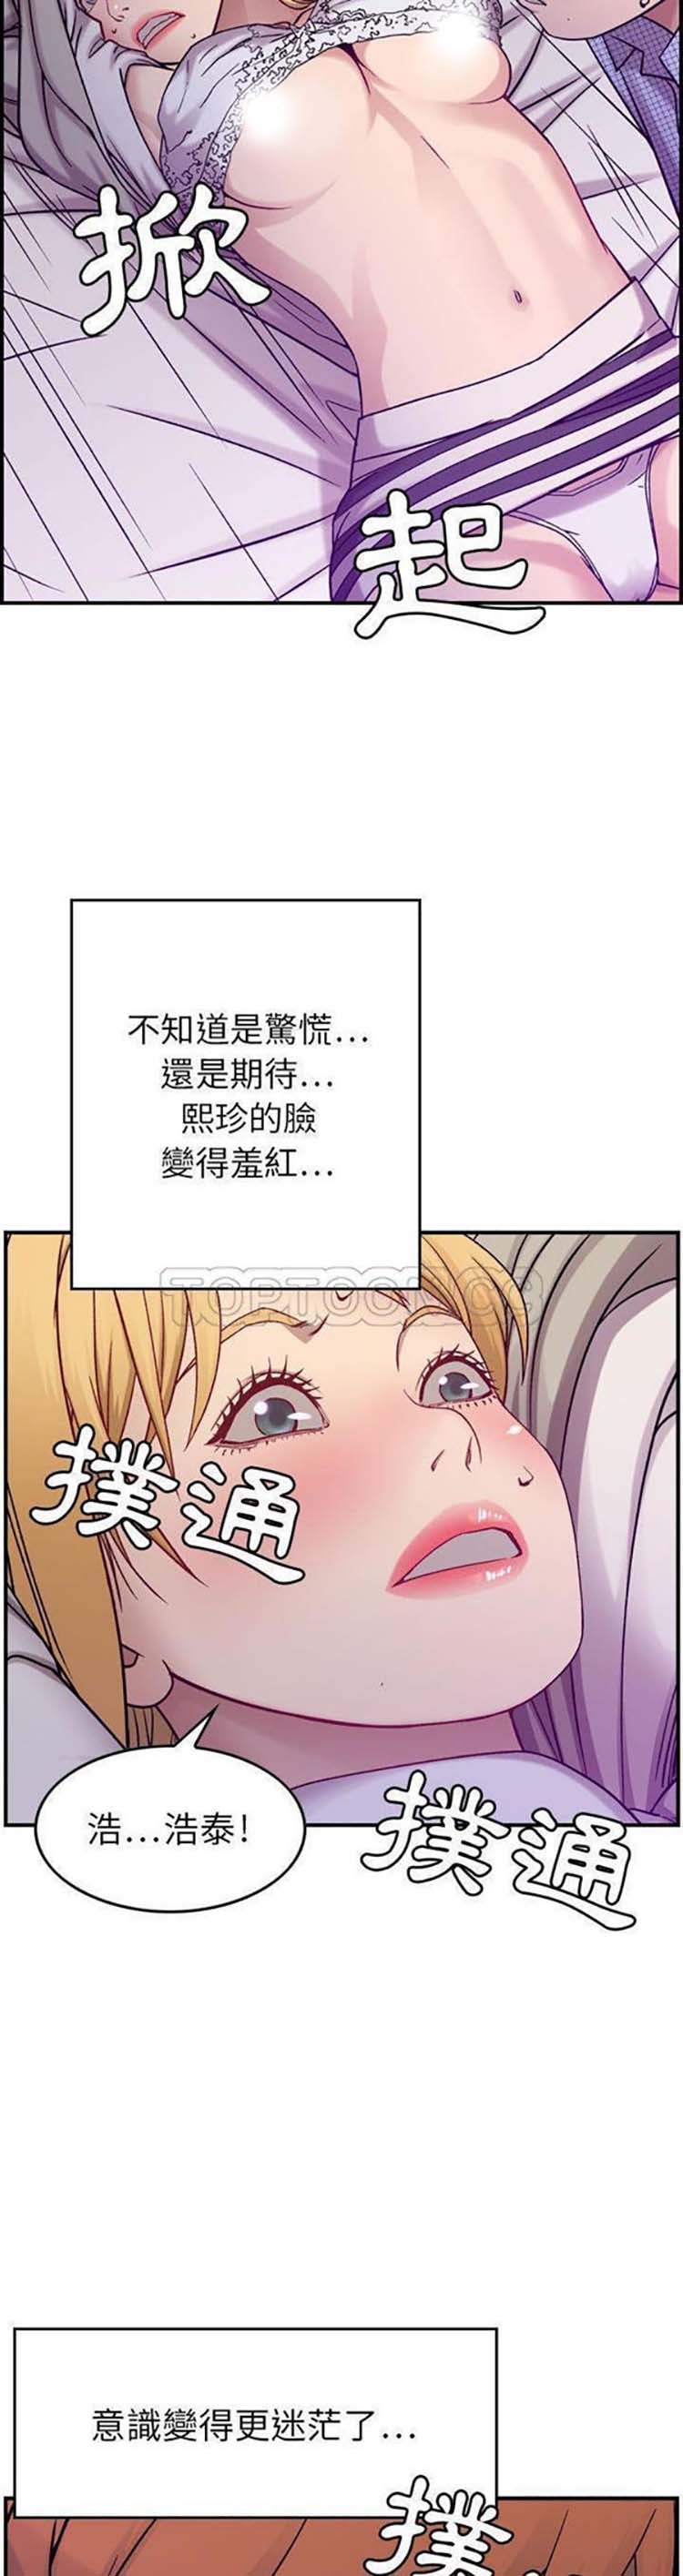 掀
起
不知道是驚慌...
還是期待...
熙珍的臉
變得羞紅...
TOPTOONCB
撲通
浩...浩泰!
撲通
意識變得更迷茫了...
撲